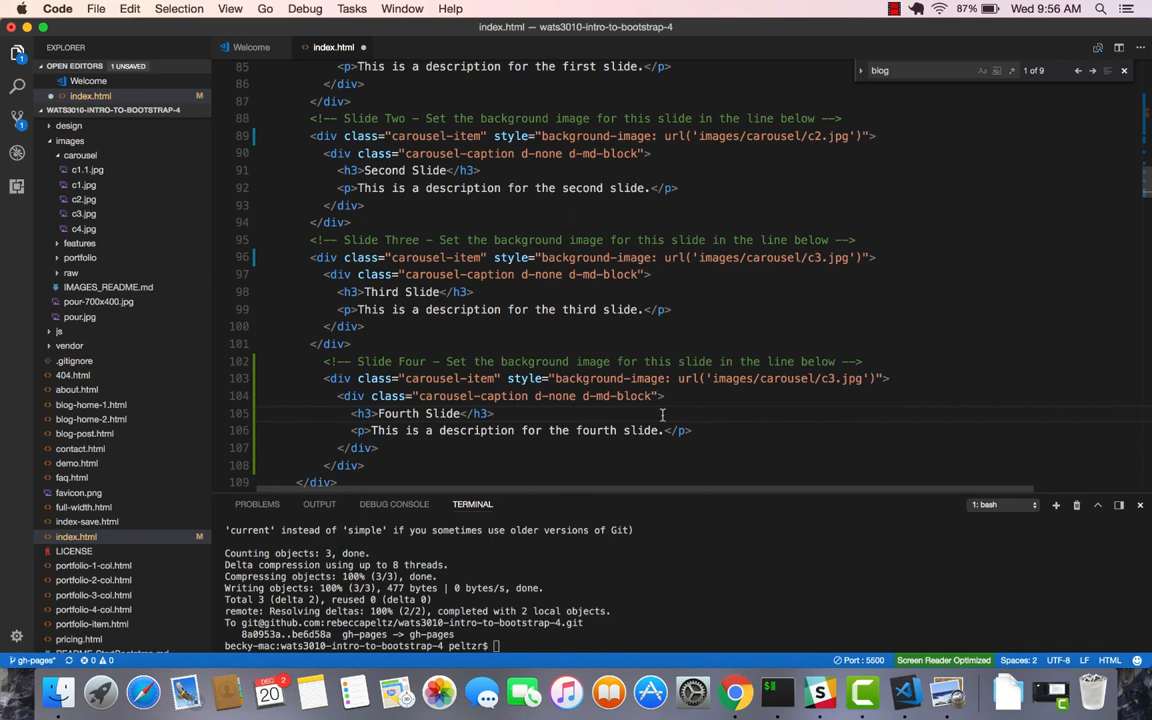 Code File Edit Selection View Go Debug Tasks Window Help 87% Wed 9:56 AM
index.html — wats3010-intro-to-bootstrap-4
EXPLORER
Welcome
index.html
OPEN EDITORS 1 UNSAVED
Welcome
index.html M
WATS3010-INTRO-TO-BOOTSTRAP-4
design
images
carousel
c1.1.jpg
c1.jpg
c2.jpg
c3.jpg
c4.jpg
features
portfolio
raw
IMAGES_README.md
pour-700x400.jpg
pour.jpg
js
vendor
.gitignore
404.html
about.html
blog-home-1.html
blog-home-2.html
blog-post.html
contact.html
demo.html
faq.html
favicon.png
full-width.html
index-save.html
index.html M
LICENSE
portfolio-1-col.html
portfolio-2-col.html
portfolio-3-col.html
portfolio-4-col.html
portfolio-item.html
pricing.html
blog Aa 1 of 9
85 <p>This is a description for the first slide.</p>
86 </div>
87 </div>
88 <!-- Slide Two - Set the background image for this slide in the line below -->
89 <div class="carousel-item" style="background-image: url('images/carousel/c2.jpg')">
90 <div class="carousel-caption d-none d-md-block">
91 <h3>Second Slide</h3>
92 <p>This is a description for the second slide.</p>
93 </div>
94 </div>
95 <!-- Slide Three - Set the background image for this slide in the line below -->
96 <div class="carousel-item" style="background-image: url('images/carousel/c3.jpg')">
97 <div class="carousel-caption d-none d-md-block">
98 <h3>Third Slide</h3>
99 <p>This is a description for the third slide.</p>
100 </div>
101 </div>
102 <!-- Slide Four - Set the background image for this slide in the line below -->
103 <div class="carousel-item" style="background-image: url('images/carousel/c3.jpg')">
104 <div class="carousel-caption d-none d-md-block">
105 <h3>Fourth Slide</h3>
106 <p>This is a description for the fourth slide.</p>
107 </div>
108 </div>
109 </div>
PROBLEMS OUTPUT DEBUG CONSOLE TERMINAL 1: bash
'current' instead of 'simple' if you sometimes use older versions of Git)
Counting objects: 3, done.
Delta compression using up to 8 threads.
Compressing objects: 100% (3/3), done.
Writing objects: 100% (3/3), 477 bytes | 0 bytes/s, done.
Total 3 (delta 2), reused 0 (delta 0)
remote: Resolving deltas: 100% (2/2), completed with 2 local objects.
To git@github.com:rebeccapeltz/wats3010-intro-to-bootstrap-4.git
8a0953a..be6d58a gh-pages -> gh-pages
becky-mac:wats3010-intro-to-bootstrap-4 peltzr$
gh-pages* 0 0 Port : 5500 Screen Reader Optimized Spaces: 2 UTF-8 LF HTML
DEC 20 2